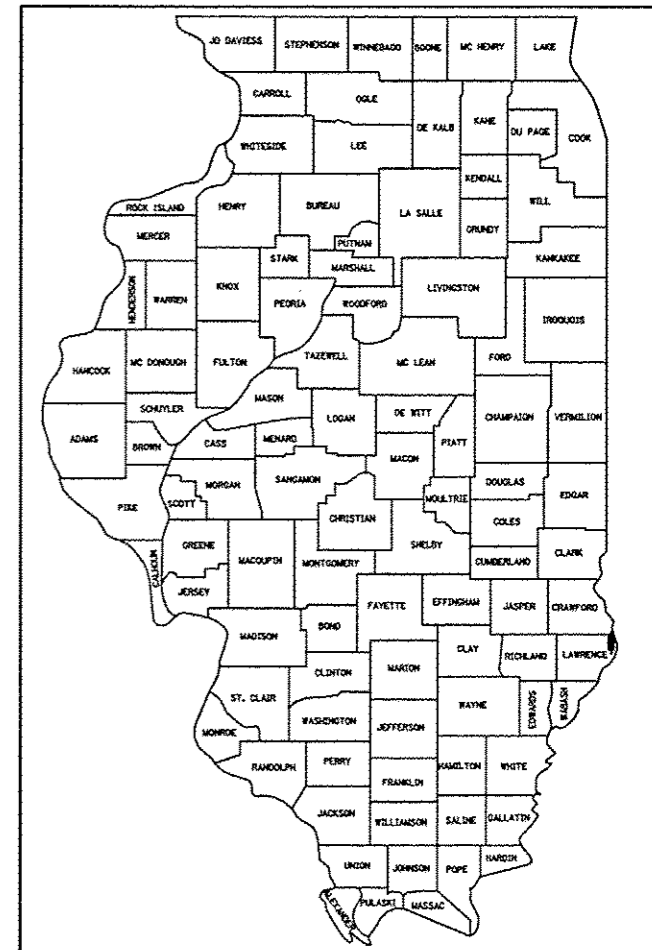 JO DAVIESS
STEPHENSON
WINNEBAGO
BOONE
MC HENRY
LAKE
CARROLL
OGLE
DE KALB
KANE
DU PAGE
COOK
WHITESIDE
LEE
KENDALL
WILL
ROCK ISLAND
HENRY
BUREAU
LA SALLE
GRUNDY
PUTNAM
MERCER
STARK
MARSHALL
KANKAKEE
HENDERSON
WARREN
KNOX
PEORIA
WOODFORD
LIVINGSTON
IROQUOIS
HANCOCK
MC DONOUGH
FULTON
TAZEWELL
MC LEAN
FORD
MASON
SCHUYLER
LOGAN
DE WITT
CHAMPAION
VERMILION
ADAMS
BROWN
CASS
MENARD
PIATT
MACON
MORGAN
SANGAMON
DOUGLAS
EDGAR
PIKE
SCOTT
MOULTRIE
CHRISTIAN
COLES
GREENE
MACOUPIN
MONTGOMERY
SHELBY
CUMBERLAND
CLARK
CALHOUN
JERSEY
FAYETTE
EFFINGHAM
JASPER
CRAWFORD
MADISON
BOND
CLAY
RICHLAND
LAWRENCE
CLINTON
MARION
ST. CLAIR
WAYNE
EDWARDS
WABASH
MONROE
WASHINGTON
JEFFERSON
RANDOLPH
PERRY
HAMILTON
WHITE
FRANKLIN
JACKSON
WILLIAMSON
SALINE
GALLATIN
UNION
JOHNSON
POPE
HARDIN
ALEXANDER
PULASKI
MASSAC